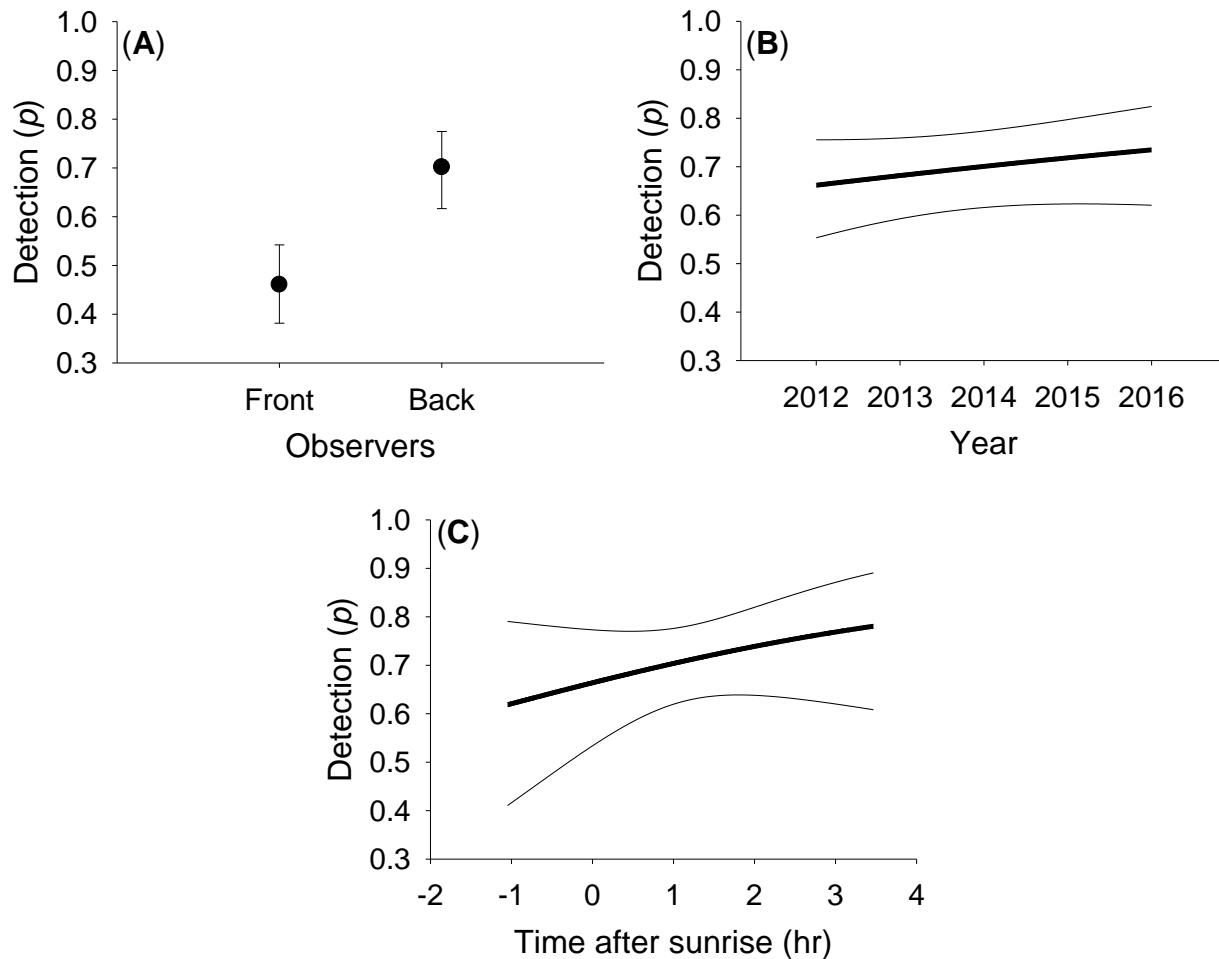 (A)
Detection (p)
1.0
0.9
0.8
0.7
0.6
0.5
0.4
0.3
Front Back
Observers
(B)
Detection (p)
1.0
0.9
0.8
0.7
0.6
0.5
0.4
0.3
2012 2013 2014 2015 2016
Year
(C)
Detection (p)
1.0
0.9
0.8
0.7
0.6
0.5
0.4
0.3
-2 -1 0 1 2 3 4
Time after sunrise (hr)